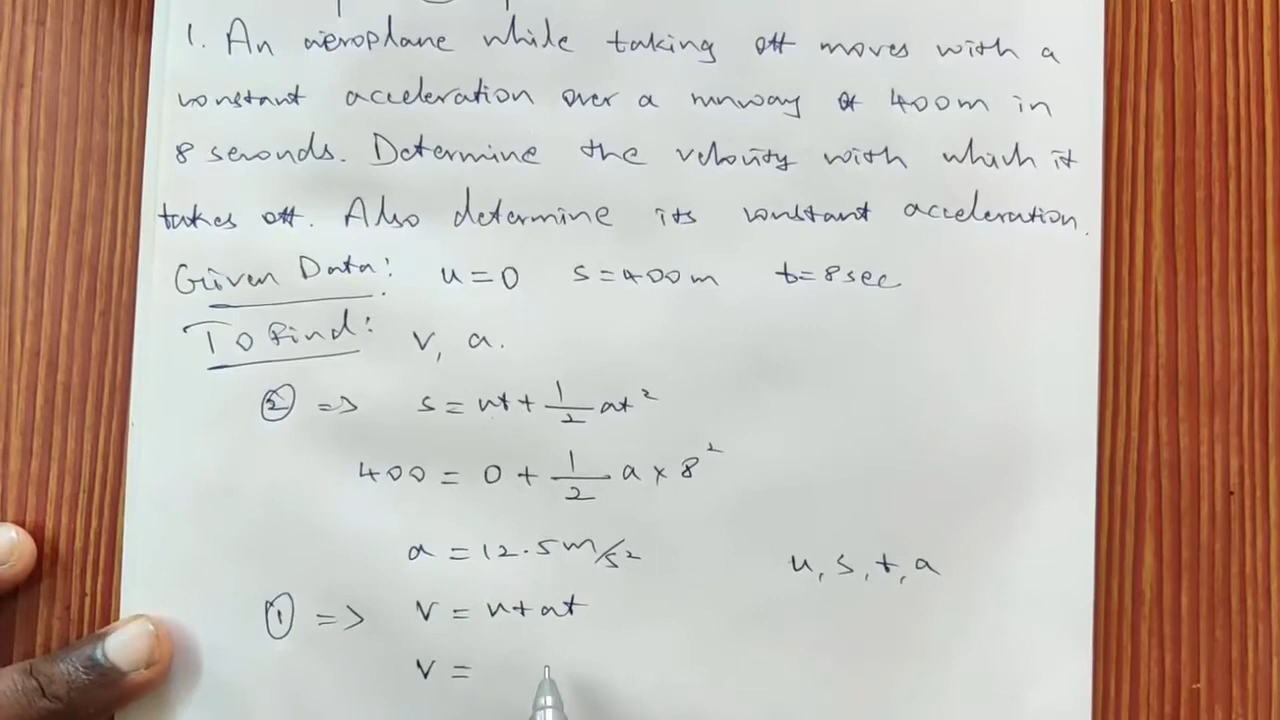 1. An aeroplane while taking off moves with a
constant acceleration over a runway of 400m in
8 seconds. Determine the velocity with which it
takes off. Also determine its constant acceleration.
Given Data: u=0 s=400m t=8sec
To find: v, a.
② => s=ut+1/2 at²
400 = 0 + 1/2 a × 8²
a = 12.5m/s²
u, s, t, a
① => v = u+at
v =